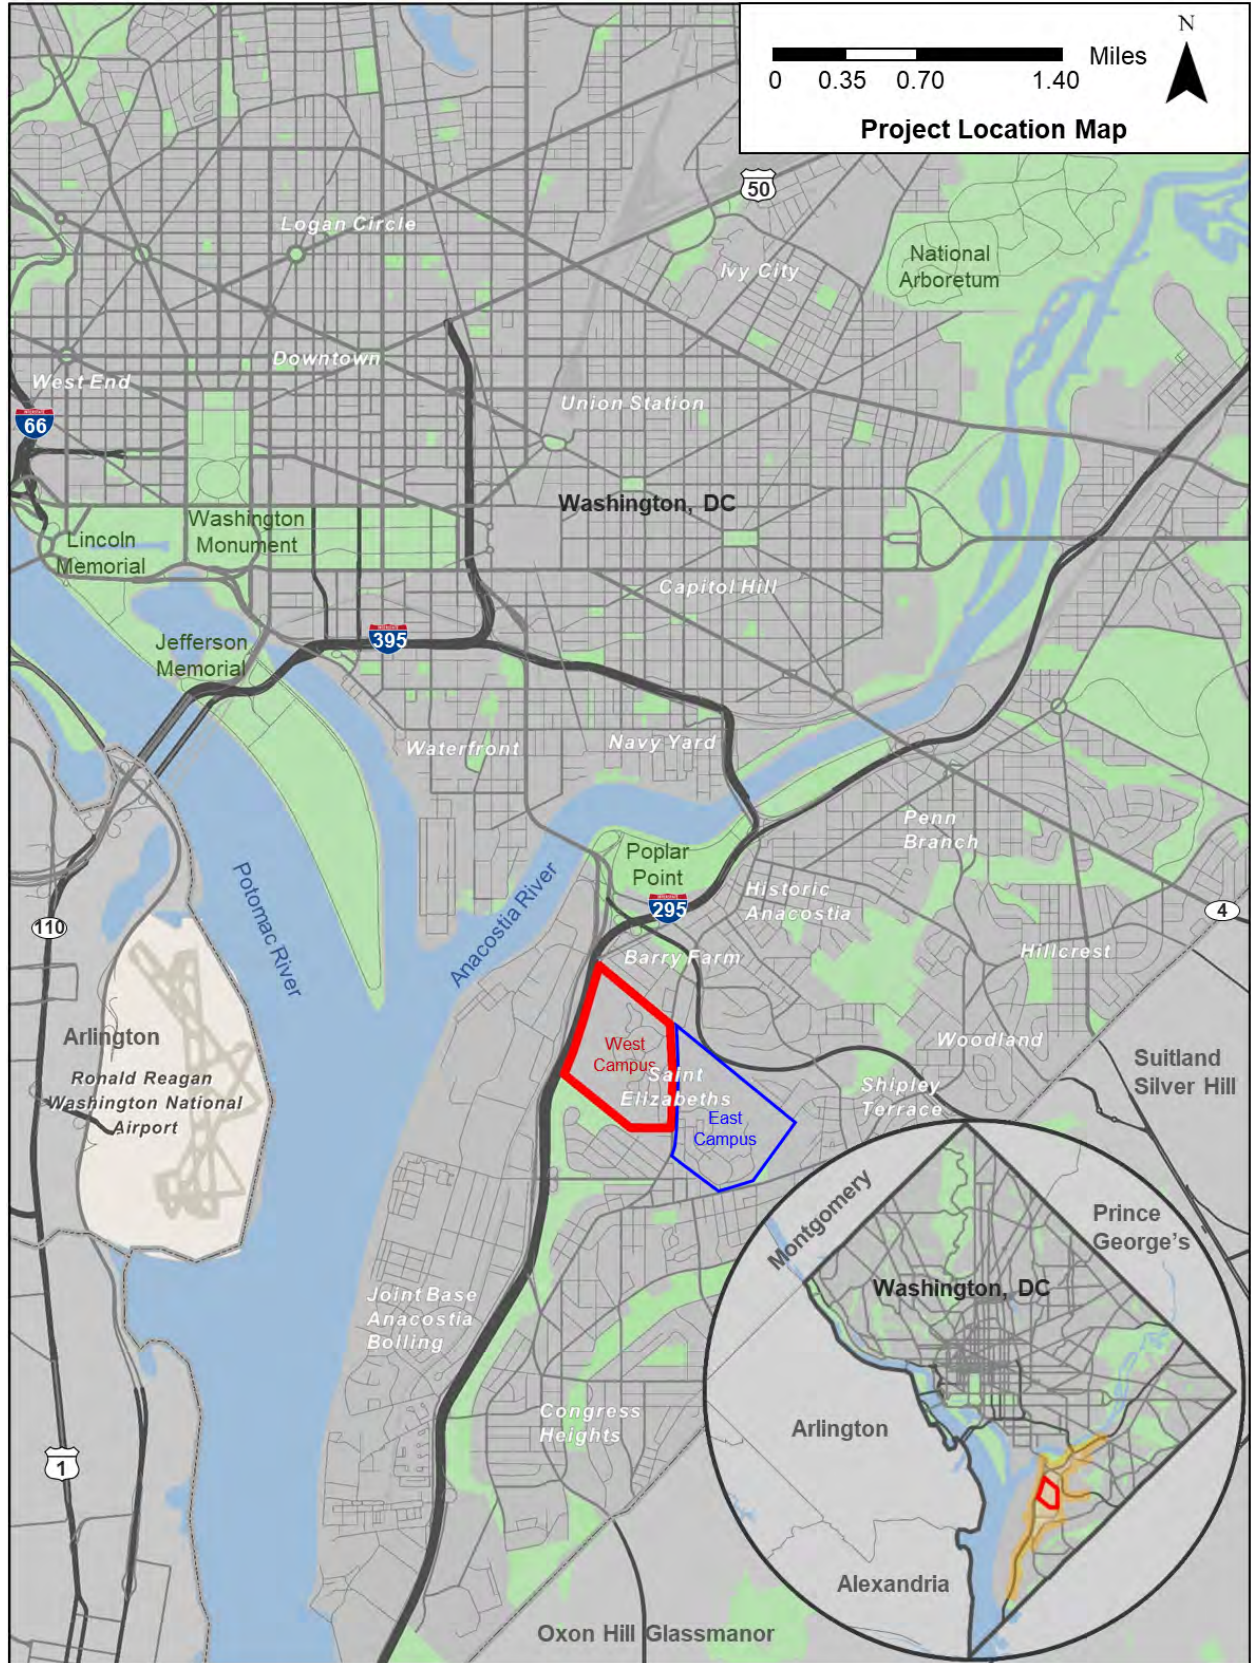 N
Miles
0 0.35 0.70 1.40
Project Location Map
50
Logan Circle
Ivy City
National
Arboretum
Downtown
West End
Union Station
66
Washington, DC
Washington
Monument
Lincoln
Memorial
Capitol Hill
395
Jefferson
Memorial
Waterfront
Navy Yard
Penn
Branch
Poplar
Point
Potomac River
Anacostia River
Historic
Anacostia
295
4
110
Hillcrest
Barry Farm
Arlington
Ronald Reagan
Washington National
Airport
West
Campus
Saint
Elizabeths
East
Campus
Woodland
Shipley
Terrace
Suitland
Silver Hill
Montgomery
Prince
George's
Washington, DC
Joint Base
Anacostia
Bolling
Congress
Heights
Arlington
1
Alexandria
Oxon Hill Glassmanor